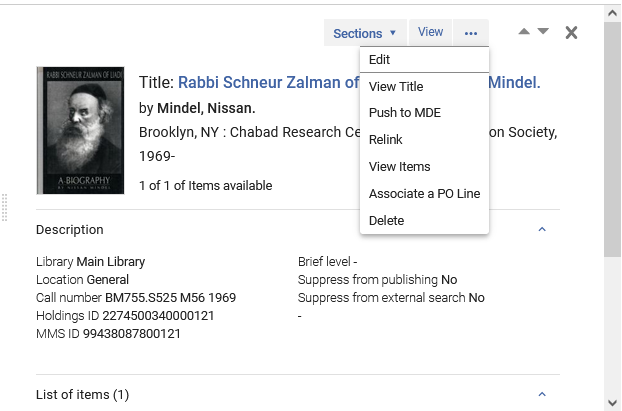 Sections ▼ View •••
Edit
View Title
Push to MDE
Relink
View Items
Associate a PO Line
Delete
RABBI SCHNEUR ZALMAN OF LIADI
A BIOGRAPHY
BY NISSAN MINDEL
Title: Rabbi Schneur Zalman of Mindel.
by Mindel, Nissan.
Brooklyn, NY : Chabad Research Ce on Society,
1969-
1 of 1 of Items available
Description
Library Main Library
Location General
Call number BM755.S525 M56 1969
Holdings ID 2274500340000121
MMS ID 99438087800121
Brief level -
Suppress from publishing No
Suppress from external search No
-
List of items (1)